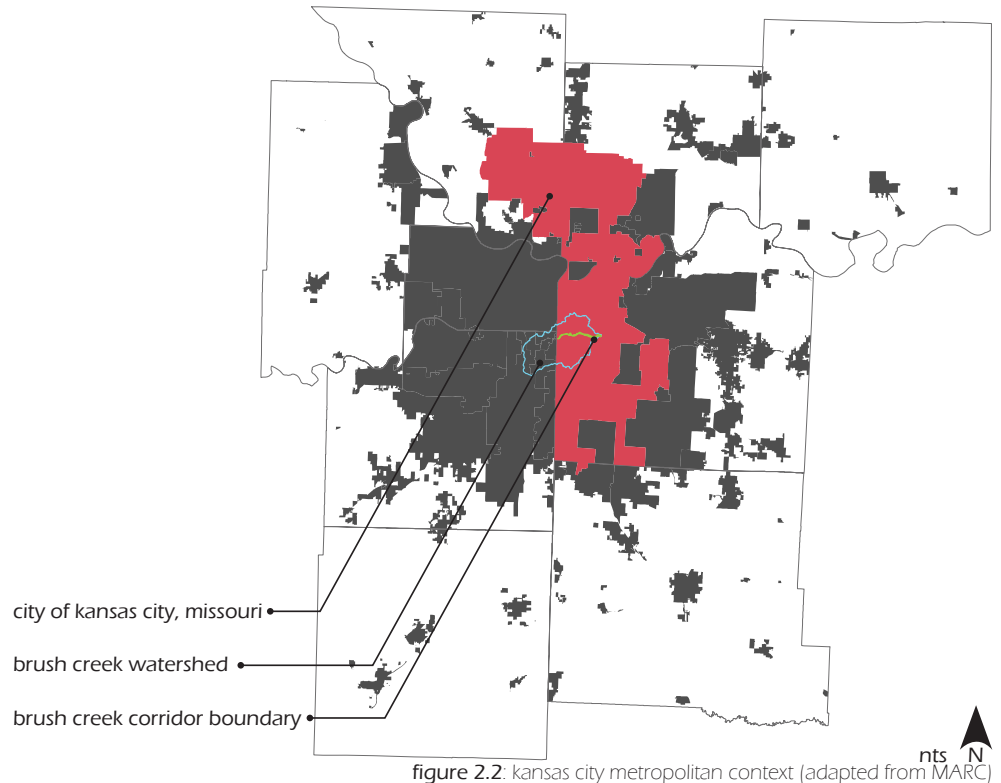 city of kansas city, missouri
brush creek watershed
brush creek corridor boundary
nts N
figure 2.2: kansas city metropolitan context (adapted from MARC)